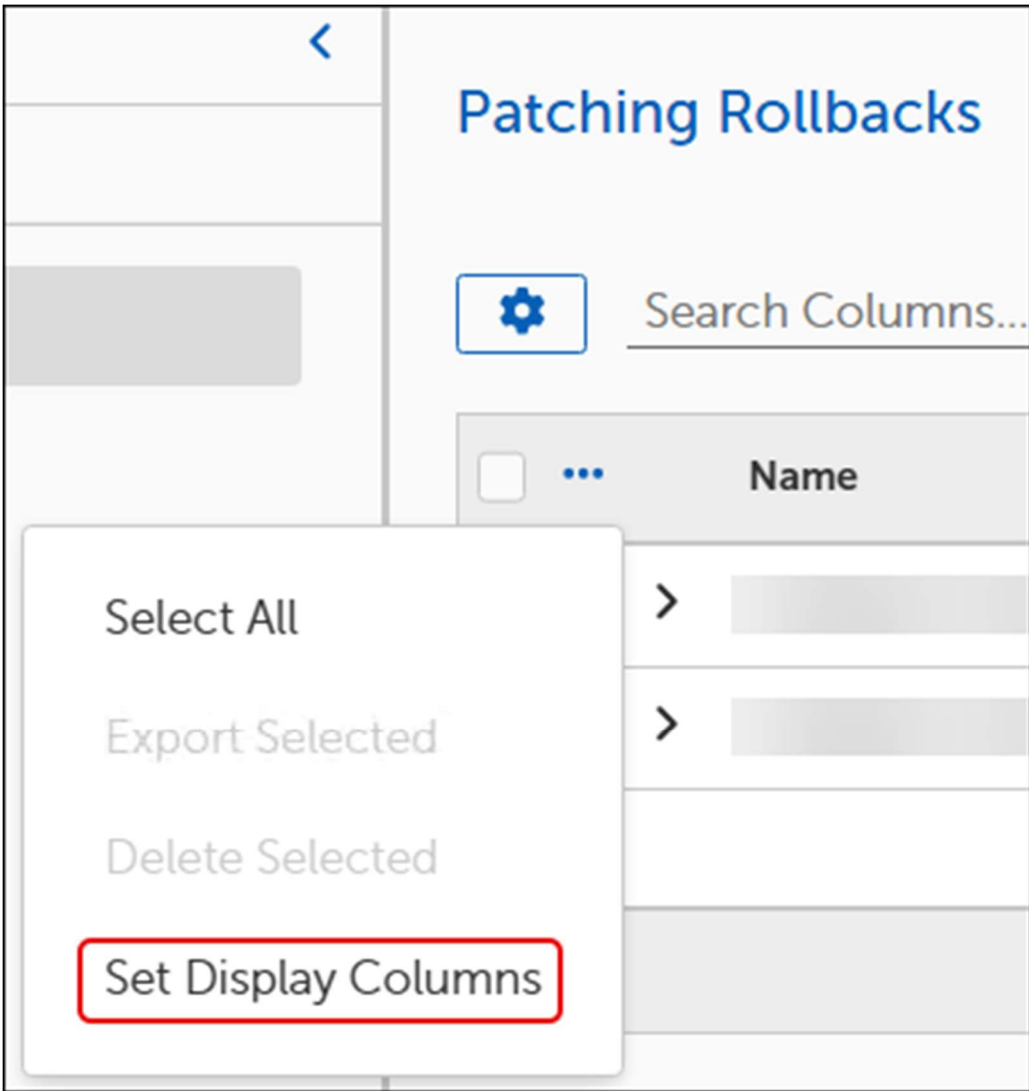 Patching Rollbacks
Search Columns...
Name
Select All
Export Selected
Delete Selected
Set Display Columns